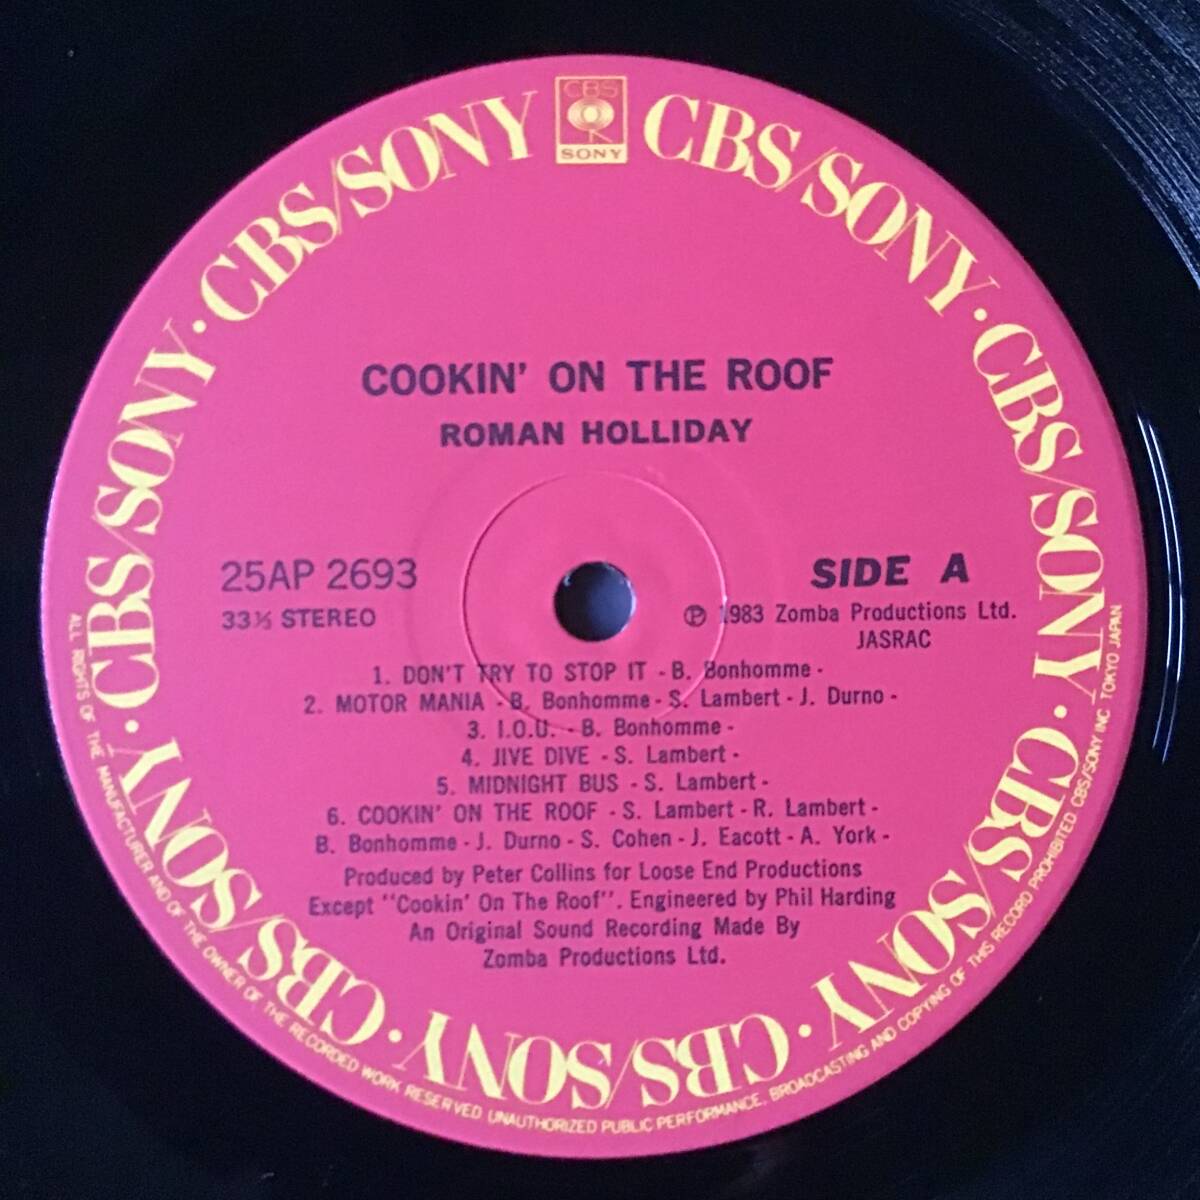 CBS
SONY
CBS/SONY · CBS/SONY · CBS/SONY · CBS/SONY · CBS/SONY · CBS/SONY · CBS/SONY · CBS/SONY
COOKIN' ON THE ROOF
ROMAN HOLLIDAY
25AP 2693
33⅓ STEREO
SIDE A
Ⓟ 1983 Zomba Productions Ltd.
JASRAC
1. DON'T TRY TO STOP IT - B. Bonhomme -
2. MOTOR MANIA - B. Bonhomme - S. Lambert - J. Durno -
3. I.O.U. - B. Bonhomme -
4. JIVE DIVE - S. Lambert -
5. MIDNIGHT BUS - S. Lambert -
6. COOKIN' ON THE ROOF - S. Lambert - R. Lambert -
B. Bonhomme - J. Durno - S. Cohen - J. Eacott - A. York -
Produced by Peter Collins for Loose End Productions
Except "Cookin' On The Roof". Engineered by Phil Harding
An Original Sound Recording Made By
Zomba Productions Ltd.
ALL RIGHTS OF THE MANUFACTURER AND OF THE OWNER OF THE RECORDED WORK RESERVED UNAUTHORIZED PUBLIC PERFORMANCE, BROADCASTING AND COPYING OF THIS RECORD PROHIBITED CBS/SONY INC TOKYO JAPAN